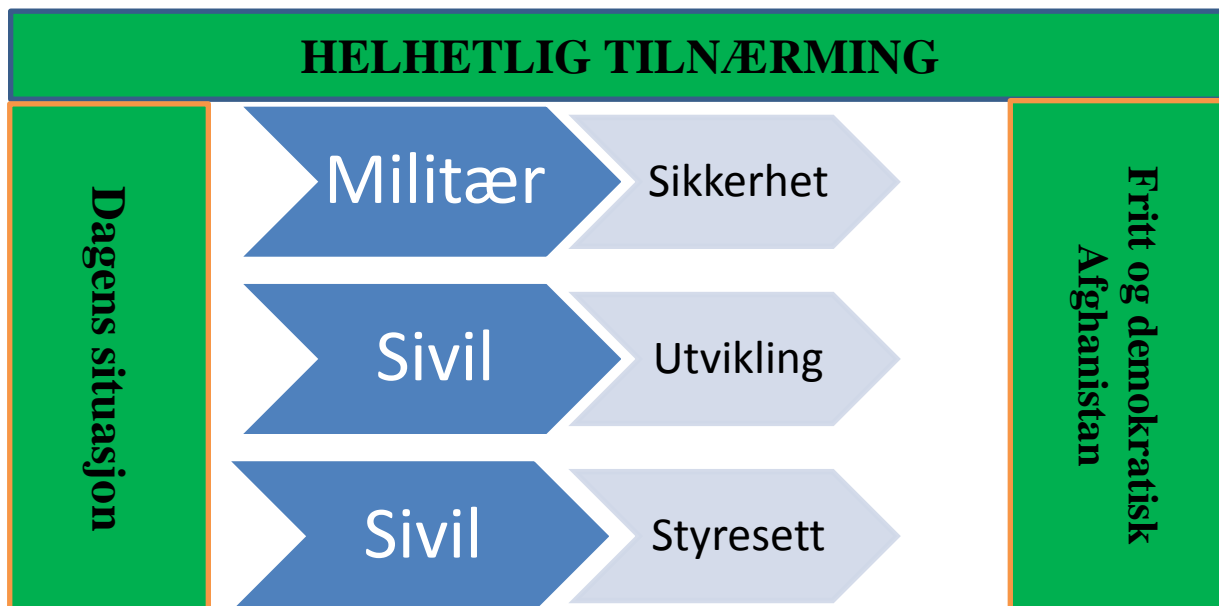 HELHETLIG TILNÆRMING
Dagens situasjon
Militær
Sikkerhet
Sivil
Utvikling
Sivil
Styresett
Fritt og demokratisk
Afghanistan